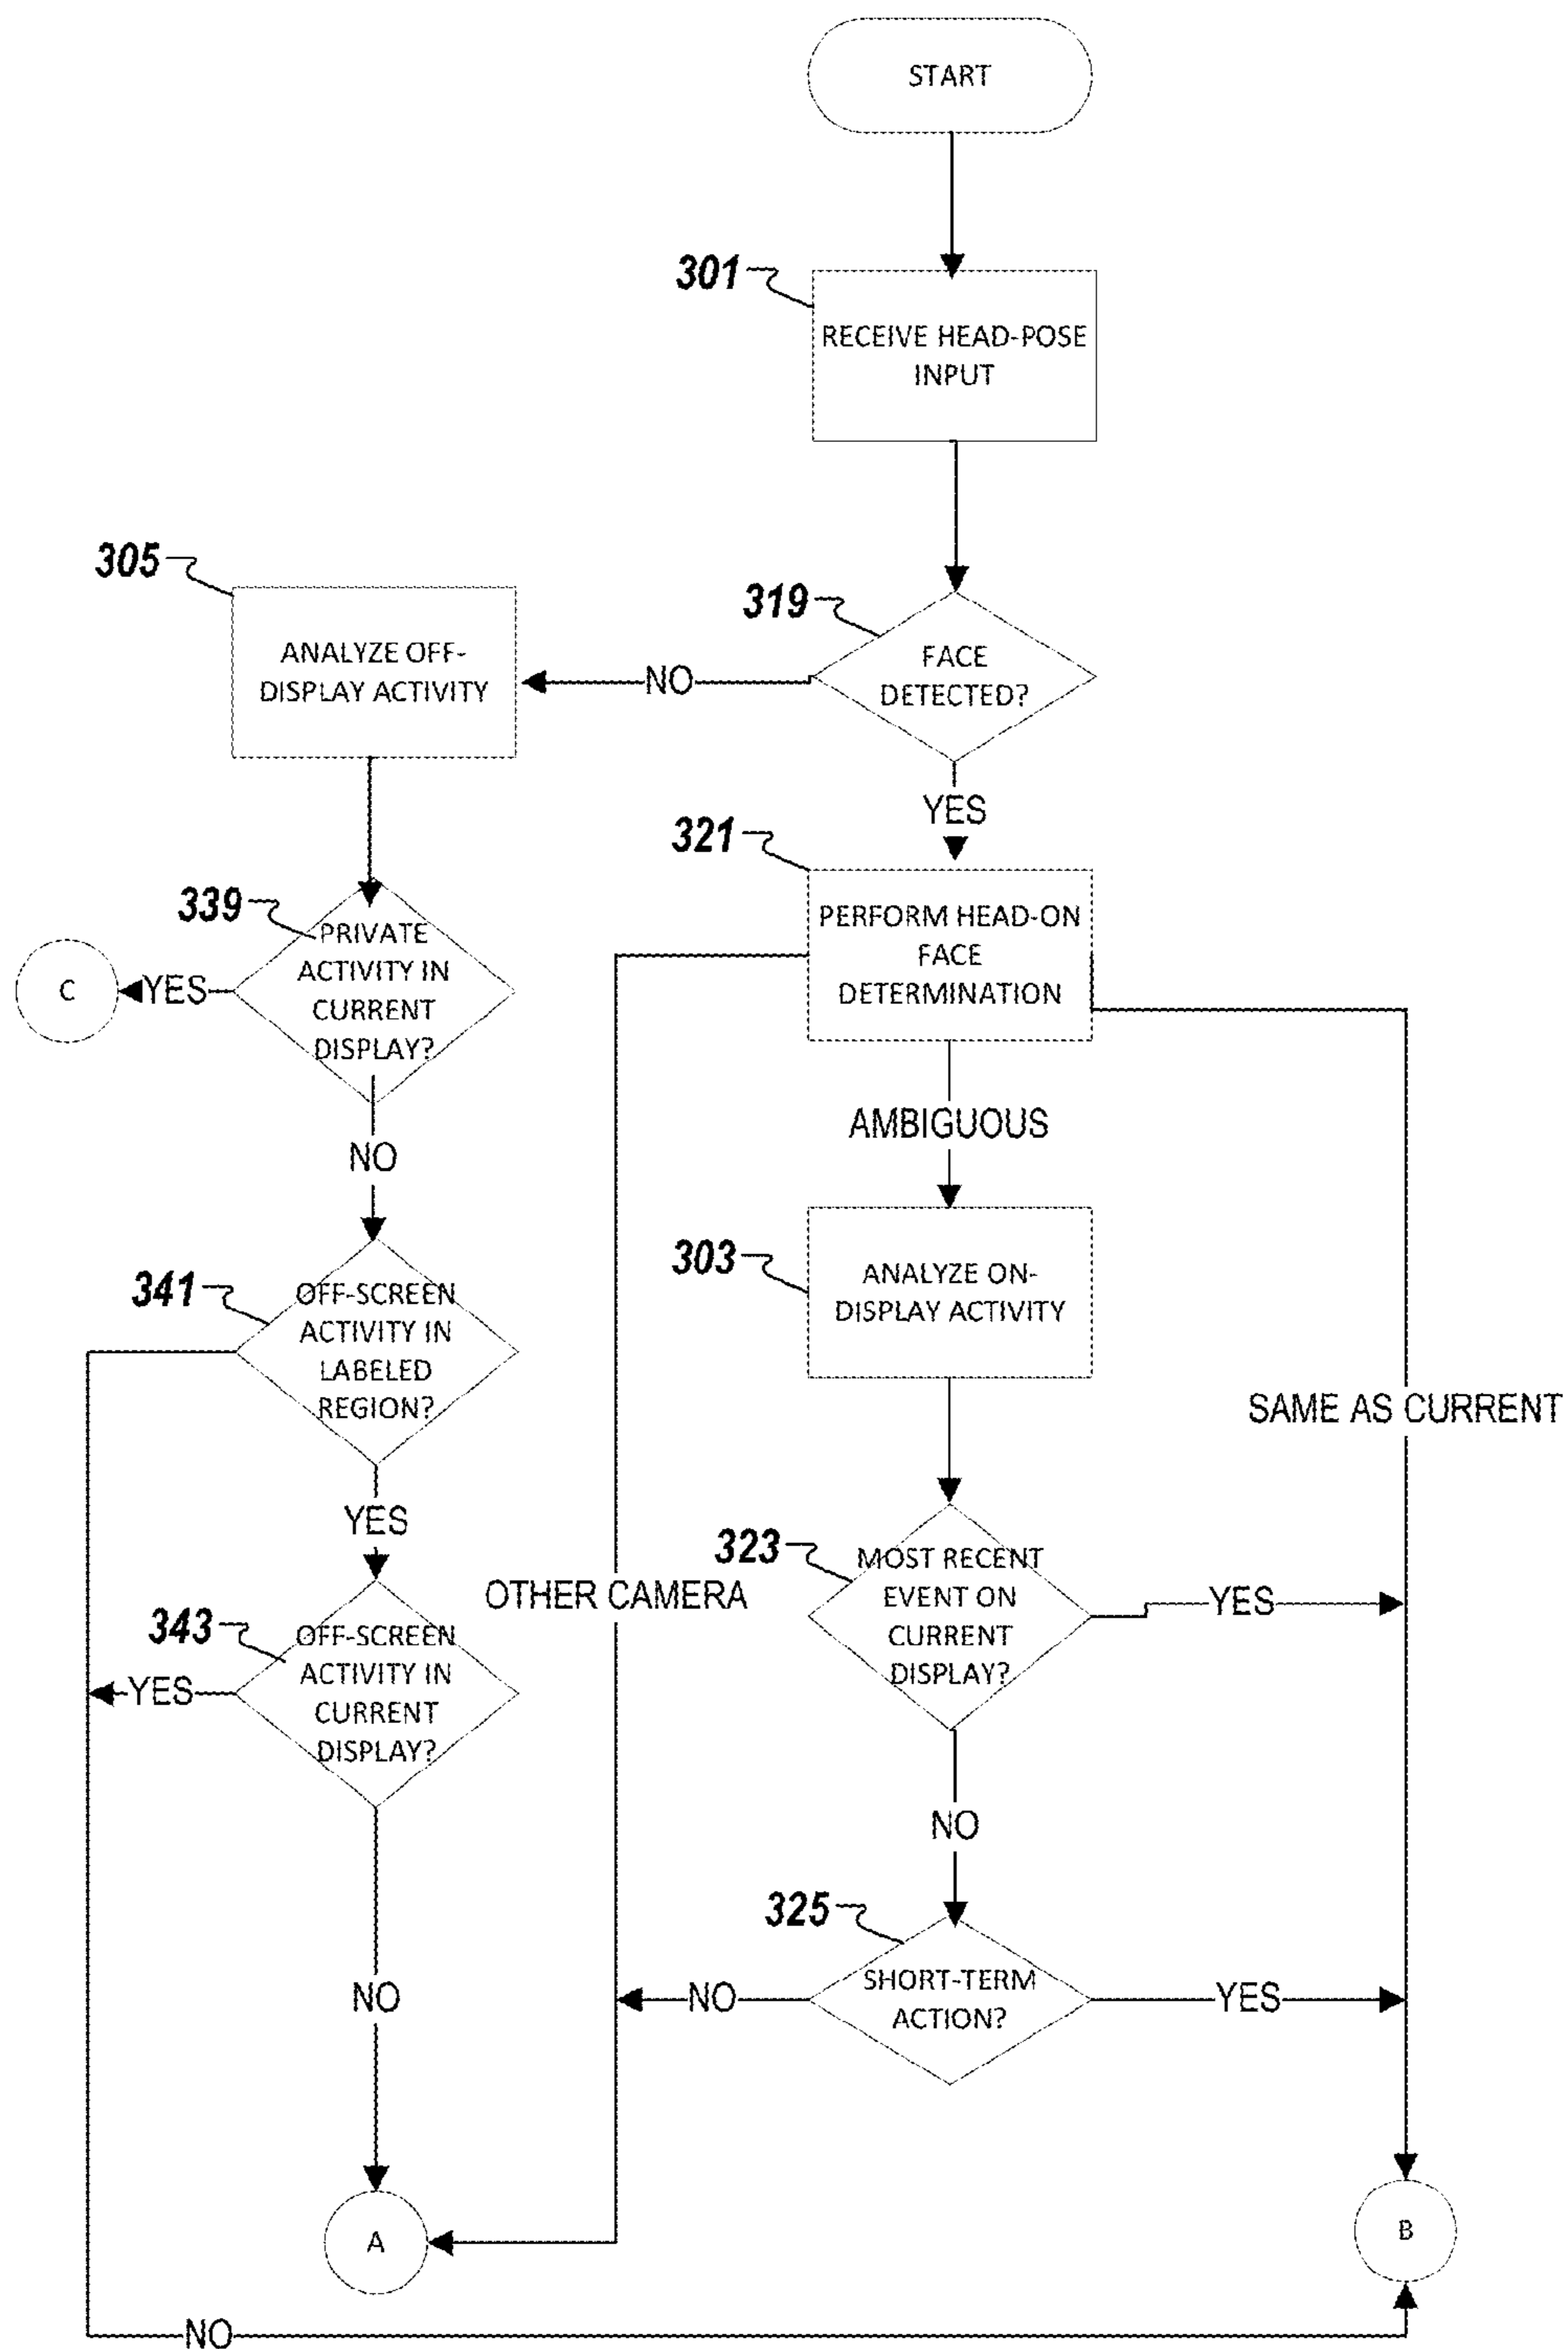 START
301
RECEIVE HEAD-POSE
INPUT
305
ANALYZE OFF-
DISPLAY ACTIVITY
NO
319
FACE
DETECTED?
YES
321
PERFORM HEAD-ON
FACE
DETERMINATION
339
PRIVATE
ACTIVITY IN
CURRENT
DISPLAY?
YES
C
NO
AMBIGUOUS
341
OFF-SCREEN
ACTIVITY IN
LABELED
REGION?
303
ANALYZE ON-
DISPLAY ACTIVITY
SAME AS CURRENT
YES
323
MOST RECENT
EVENT ON
CURRENT
DISPLAY?
YES
OTHER CAMERA
343
OFF-SCREEN
ACTIVITY IN
CURRENT
DISPLAY?
YES
NO
325
SHORT-TERM
ACTION?
NO
YES
NO
A
B
NO